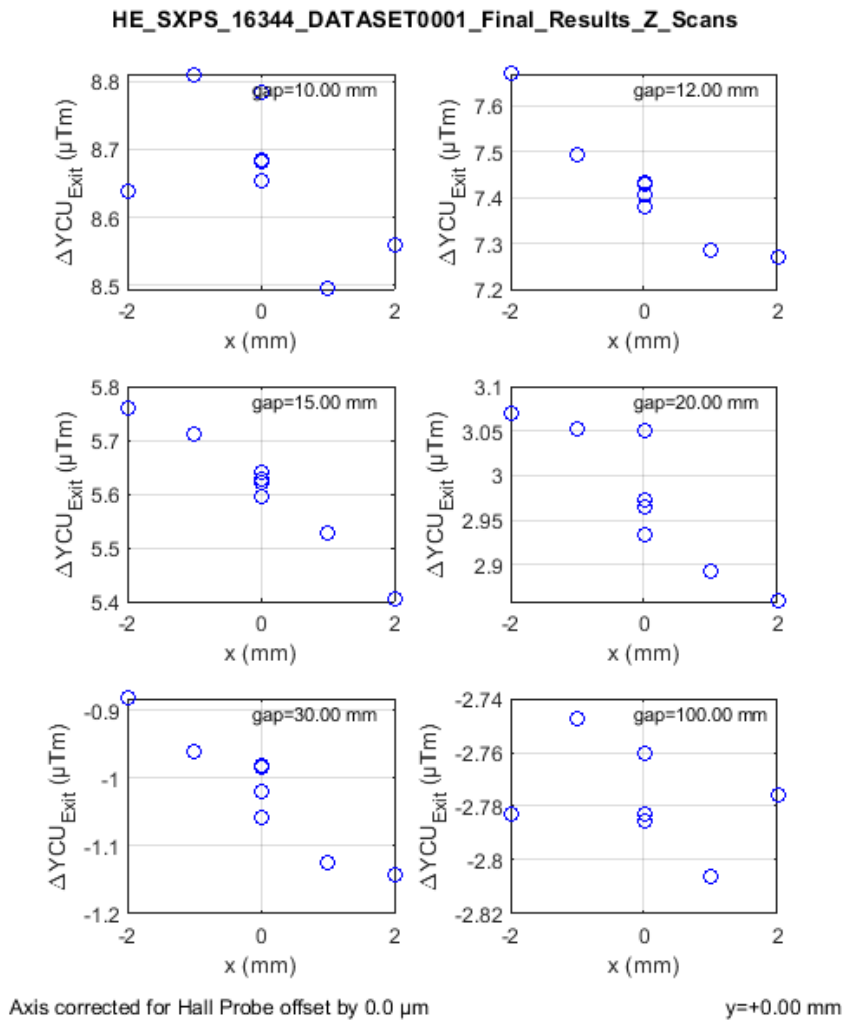 HE_SXPS_16344_DATASET0001_Final_Results_Z_Scans
gap=10.00 mm
8.8
8.7
8.6
8.5
ΔYCU_Exit (µTm)
-2 0 2
x (mm)
gap=12.00 mm
7.6
7.5
7.4
7.3
7.2
ΔYCU_Exit (µTm)
-2 0 2
x (mm)
gap=15.00 mm
5.8
5.7
5.6
5.5
5.4
ΔYCU_Exit (µTm)
-2 0 2
x (mm)
gap=20.00 mm
3.1
3.05
3
2.95
2.9
ΔYCU_Exit (µTm)
-2 0 2
x (mm)
gap=30.00 mm
-0.9
-1
-1.1
-1.2
ΔYCU_Exit (µTm)
-2 0 2
x (mm)
gap=100.00 mm
-2.74
-2.76
-2.78
-2.8
-2.82
ΔYCU_Exit (µTm)
-2 0 2
x (mm)
Axis corrected for Hall Probe offset by 0.0 µm
y=+0.00 mm